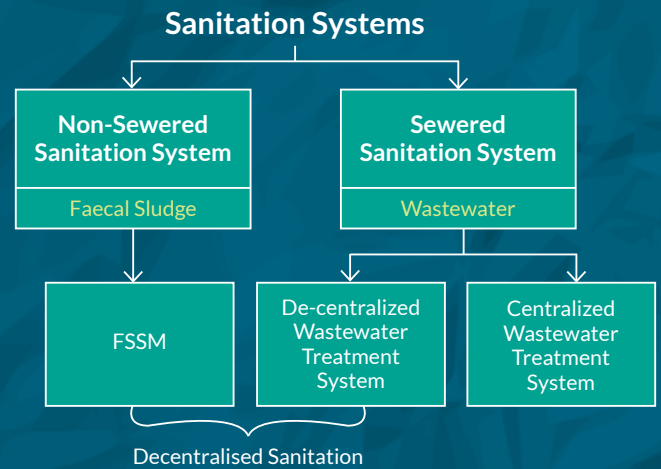 Sanitation Systems
Non-Sewered
Sanitation System
Faecal Sludge
Sewered
Sanitation System
Wastewater
FSSM
De-centralized
Wastewater
Treatment
System
Centralized
Wastewater
Treatment
System
Decentralised Sanitation